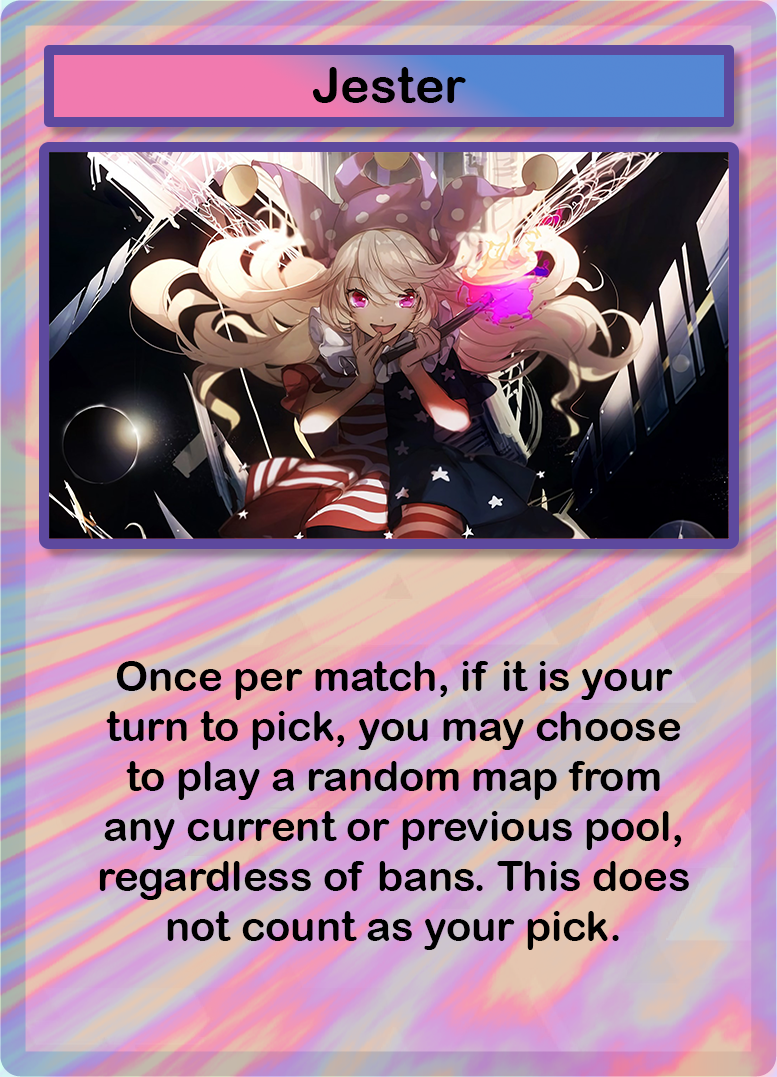 Jester
Once per match, if it is your
turn to pick, you may choose
to play a random map from
any current or previous pool,
regardless of bans. This does
not count as your pick.